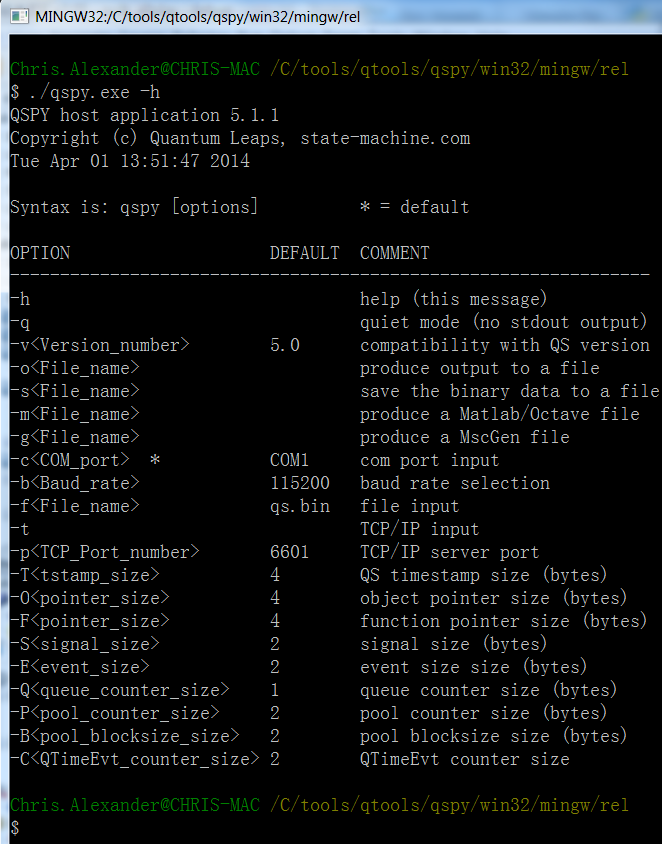 MINGW32:/C/tools/qtools/qspy/win32/mingw/rel
Chris.Alexander@CHRIS-MAC /C/tools/qtools/qspy/win32/mingw/rel
$ ./qspy.exe -h
QSPY host application 5.1.1
Copyright (c) Quantum Leaps, state-machine.com
Tue Apr 01 13:51:47 2014
Syntax is: qspy [options]          * = default
OPTION                    DEFAULT  COMMENT
----------------------------------------------------------------
-h                                 help (this message)
-q                                 quiet mode (no stdout output)
-v<Version_number>        5.0      compatibility with QS version
-o<File_name>                      produce output to a file
-s<File_name>                      save the binary data to a file
-m<File_name>                      produce a Matlab/Octave file
-g<File_name>                      produce a MscGen file
-c<COM_port>  *           COM1     com port input
-b<Baud_rate>             115200   baud rate selection
-f<File_name>             qs.bin   file input
-t                                 TCP/IP input
-p<TCP_Port_number>       6601     TCP/IP server port
-T<tstamp_size>           4        QS timestamp size (bytes)
-O<pointer_size>          4        object pointer size (bytes)
-F<pointer_size>          4        function pointer size (bytes)
-S<signal_size>           2        signal size (bytes)
-E<event_size>            2        event size size (bytes)
-Q<queue_counter_size>    1        queue counter size (bytes)
-P<pool_counter_size>     2        pool counter size (bytes)
-B<pool_blocksize_size>   2        pool blocksize size (bytes)
-C<QTimeEvt_counter_size> 2        QTimeEvt counter size
Chris.Alexander@CHRIS-MAC /C/tools/qtools/qspy/win32/mingw/rel
$